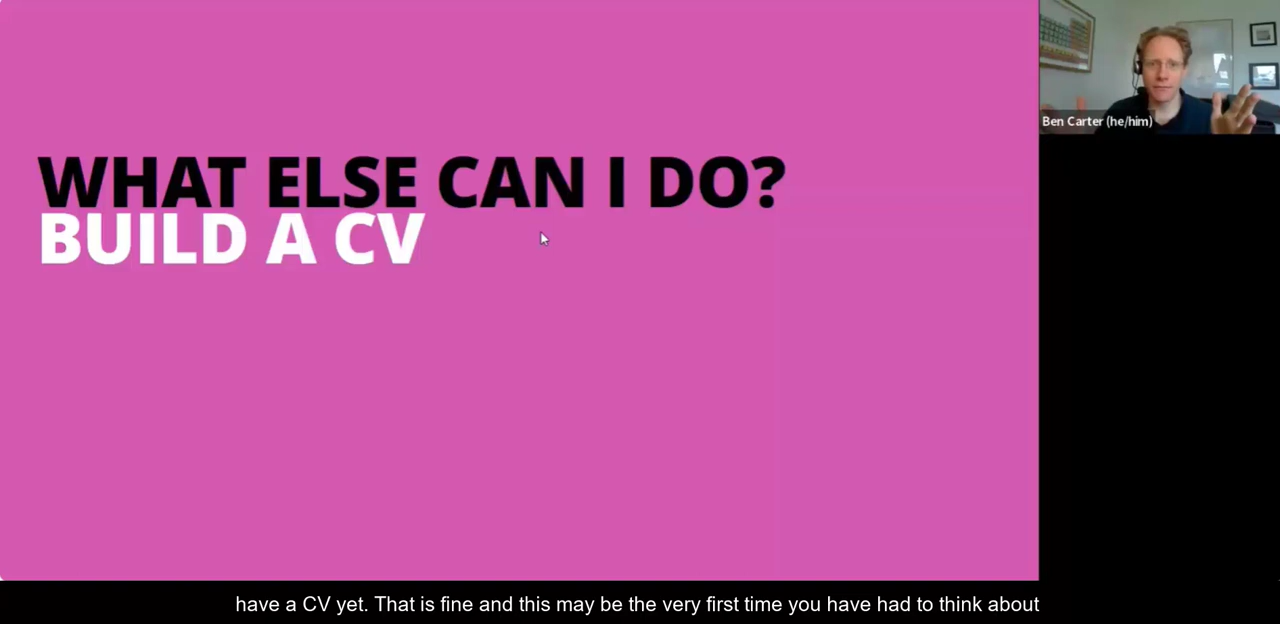 WHAT ELSE CAN I DO?
BUILD A CV
Ben Carter (he/him)
have a CV yet. That is fine and this may be the very first time you have had to think about